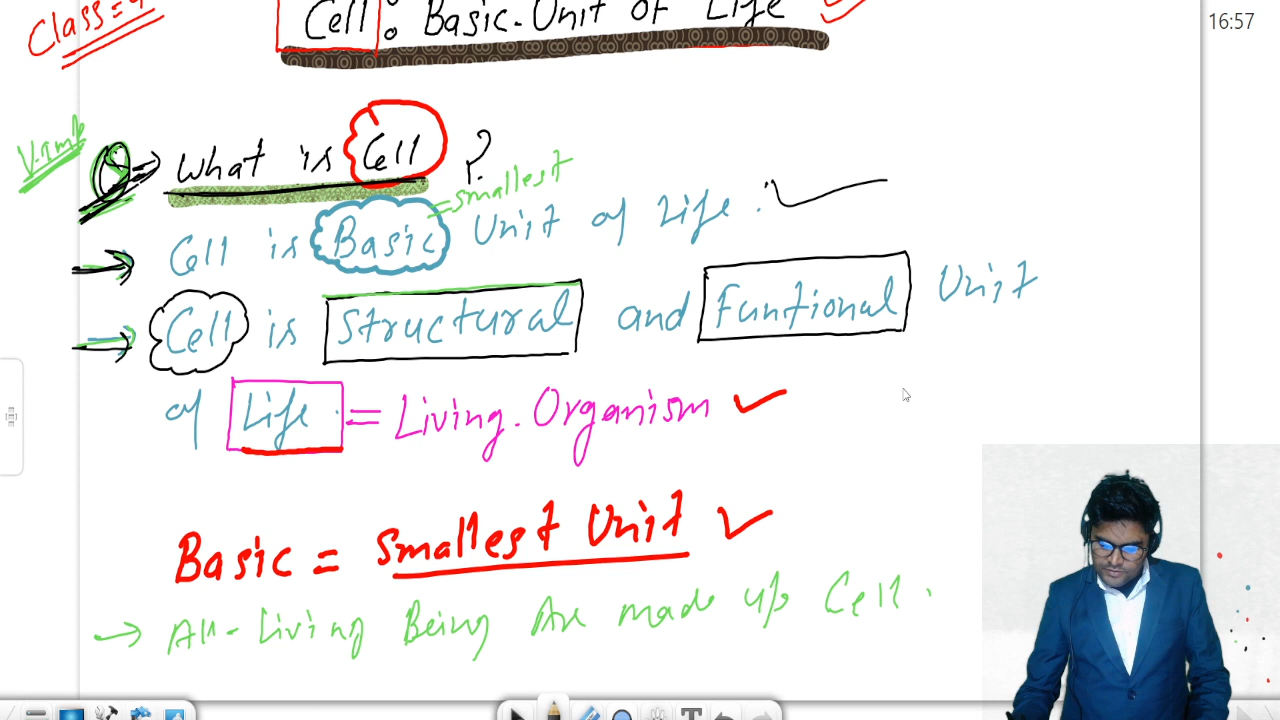 Class=9
Cell: Basic-Unit of Life
16:57
V.Imp
Q What is Cell ?
=smallest
Cell is Basic Unit of Life.
Cell is Structural and Funtional Unit
of Life. = Living. Organism
Basic = Smallest Unit
→ All-Living Being Are made up Cell.
T